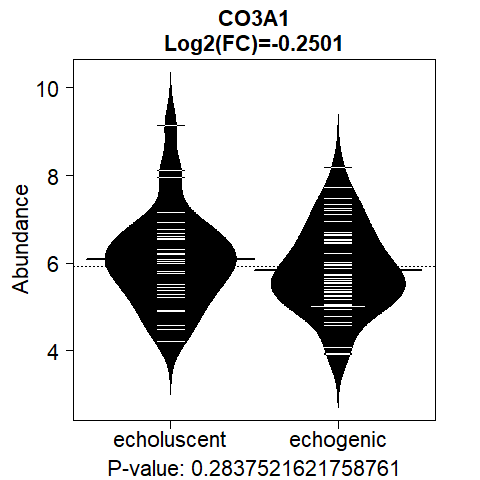 CO3A1
Log2(FC)=-0.2501
Abundance
10
8
6
4
echoluscent echogenic
P-value: 0.2837521621758761